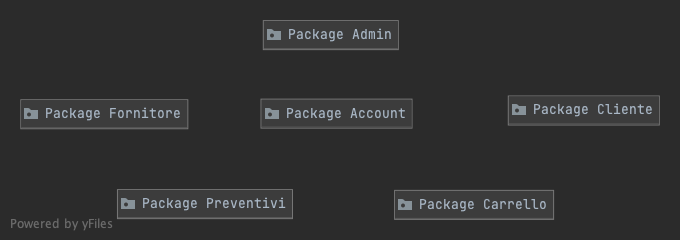 Package Admin
Package Fornitore
Package Account
Package Cliente
Package Preventivi
Package Carrello
Powered by yFiles